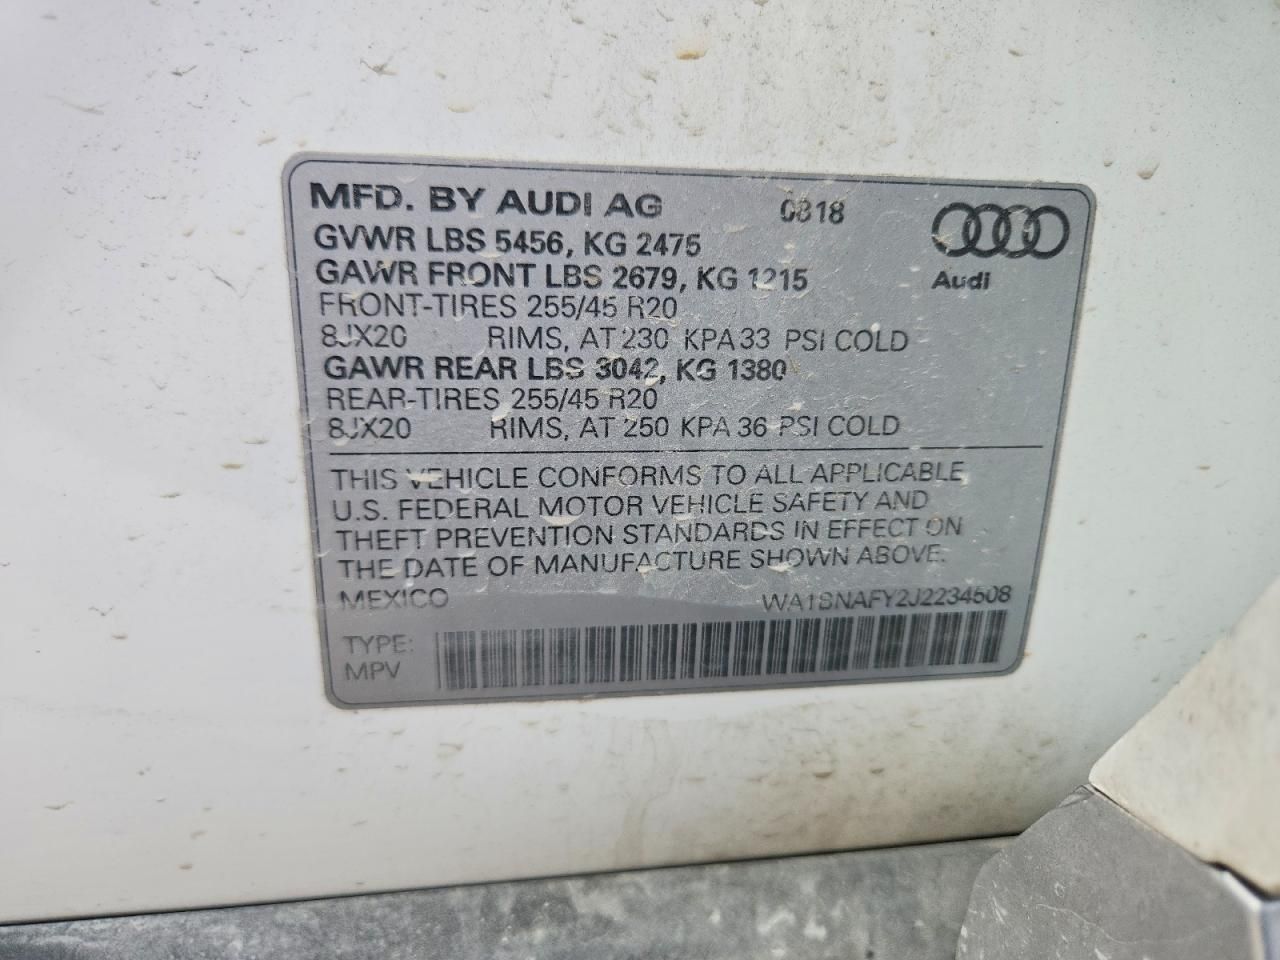 MFD. BY AUDI AG
GVWR LBS 5456, KG 2475
GAWR FRONT LBS 2679, KG 1215
Audi
FRONT-TIRES 255/45 R20
8JX20 RIMS, AT 230 KPA 33 PSI COLD
GAWR REAR LBS 3042, KG 1380
REAR-TIRES 255/45 R20
8JX20 RIMS, AT 250 KPA 36 PSI COLD
THIS VEHICLE CONFORMS TO ALL APPLICABLE
U.S. FEDERAL MOTOR VEHICLE SAFETY AND
THEFT PREVENTION STANDARDS IN EFFECT ON
THE DATE OF MANUFACTURE SHOWN ABOVE.
MEXICO WA1BNAFY2J2234508
TYPE:
MPV